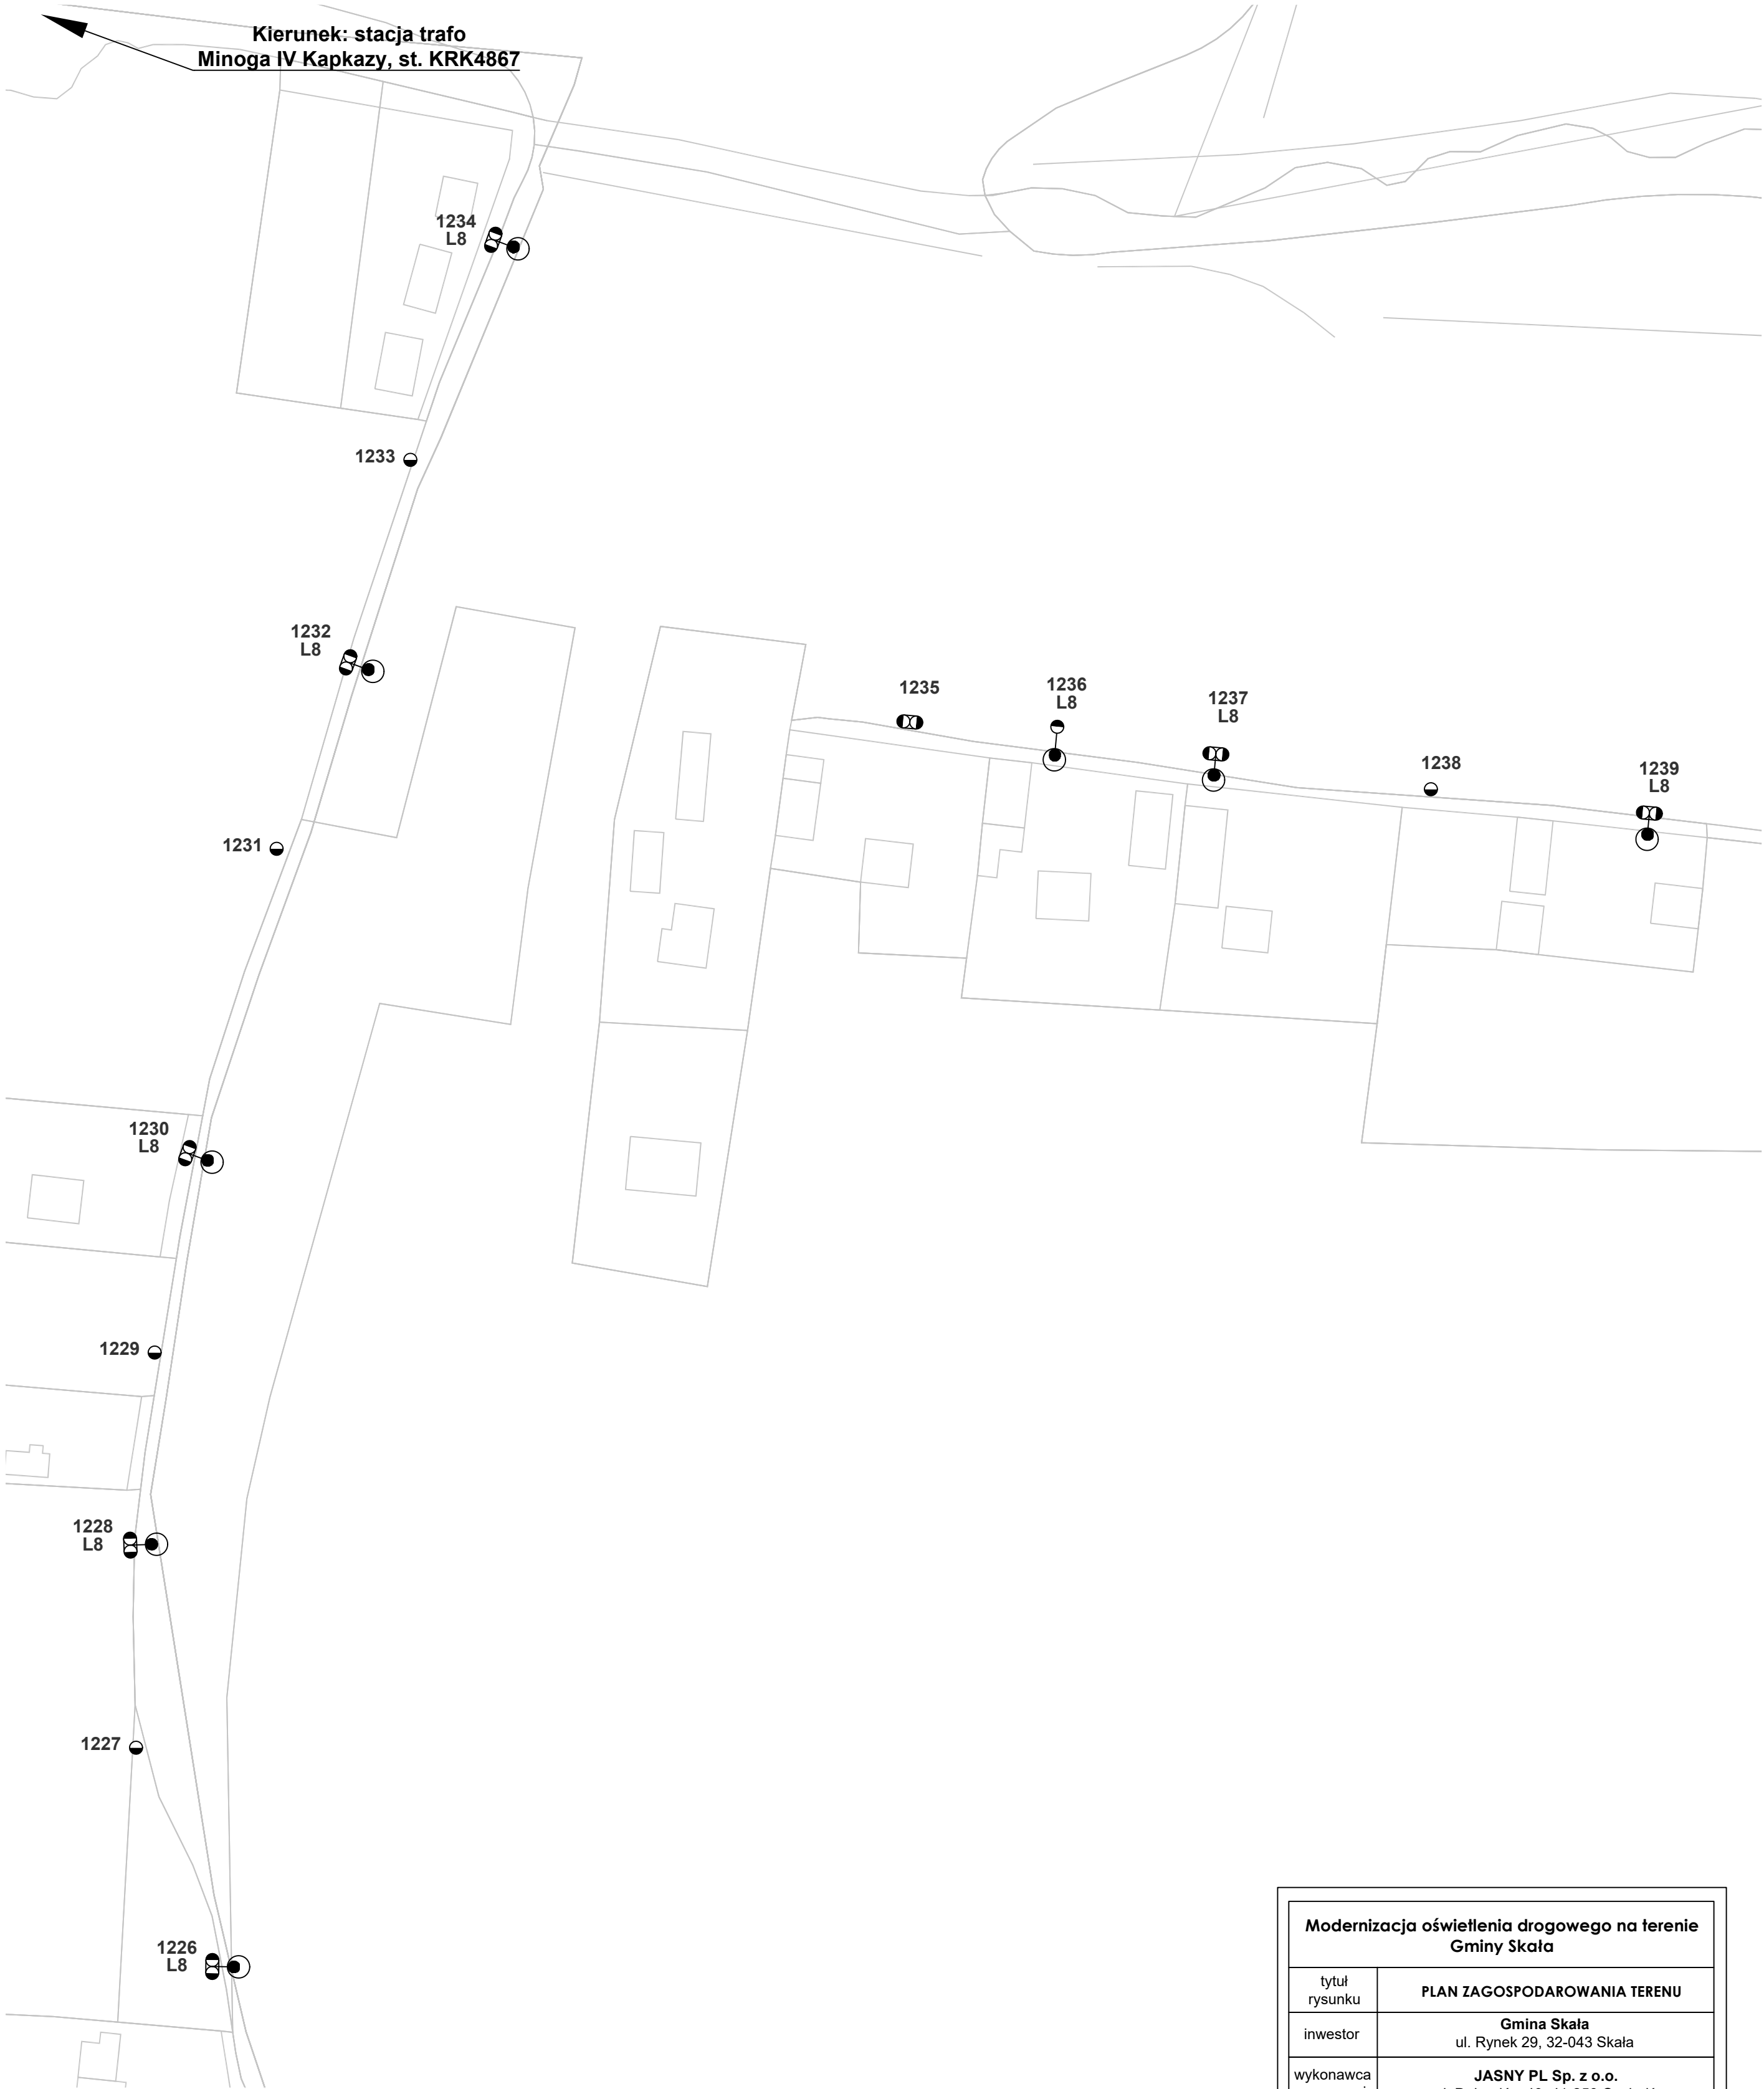 Kierunek: stacja trafo
Minoga IV Kapkazy, st. KRK4867
1234
L8
1233
1232
L8
1235
1236
L8
1237
L8
1238
1239
L8
1231
1230
L8
1229
1228
L8
1227
1226
L8
Modernizacja oświetlenia drogowego na terenie
Gminy Skała
tytuł
rysunku
PLAN ZAGOSPODAROWANIA TERENU
inwestor
Gmina Skała
ul. Rynek 29, 32-043 Skała
wykonawca
JASNY PL Sp. z o.o.